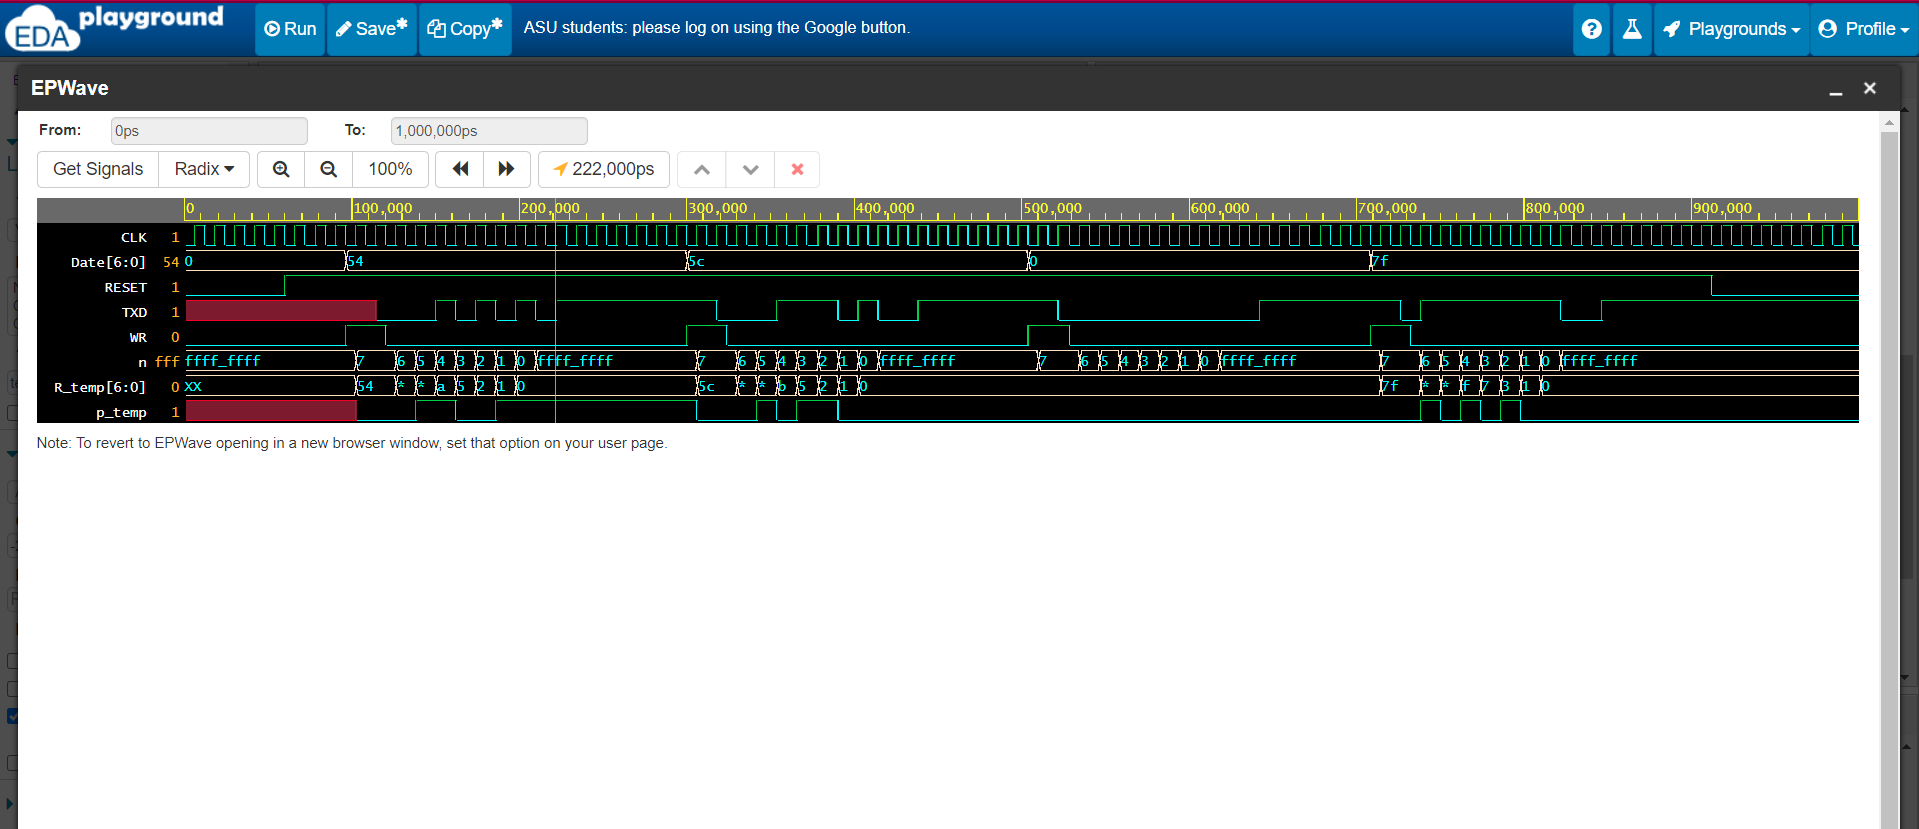 EDA playground
Run Save* Copy* ASU students: please log on using the Google button. Playgrounds Profile
EPWave
From: 0ps To: 1,000,000ps
Get Signals Radix 100% 222,000ps
0 100,000 200,000 300,000 400,000 500,000 600,000 700,000 800,000 900,000
CLK 1
Date[6:0] 54 0 54 5c 0 7f
RESET 1
TXD 1
WR 0
n fff ffff_ffff 7 6 5 4 3 2 1 0 ffff_ffff 7 6 5 4 3 2 1 0 ffff_ffff 7 6 5 4 3 2 1 0 ffff_ffff 7 6 5 4 3 2 1 0 ffff_ffff
R_temp[6:0] 0 XX 54 * * a 5 2 1 0 5c * * b 5 2 1 0 7f * * f 7 3 1 0
p_temp 1
Note: To revert to EPWave opening in a new browser window, set that option on your user page.